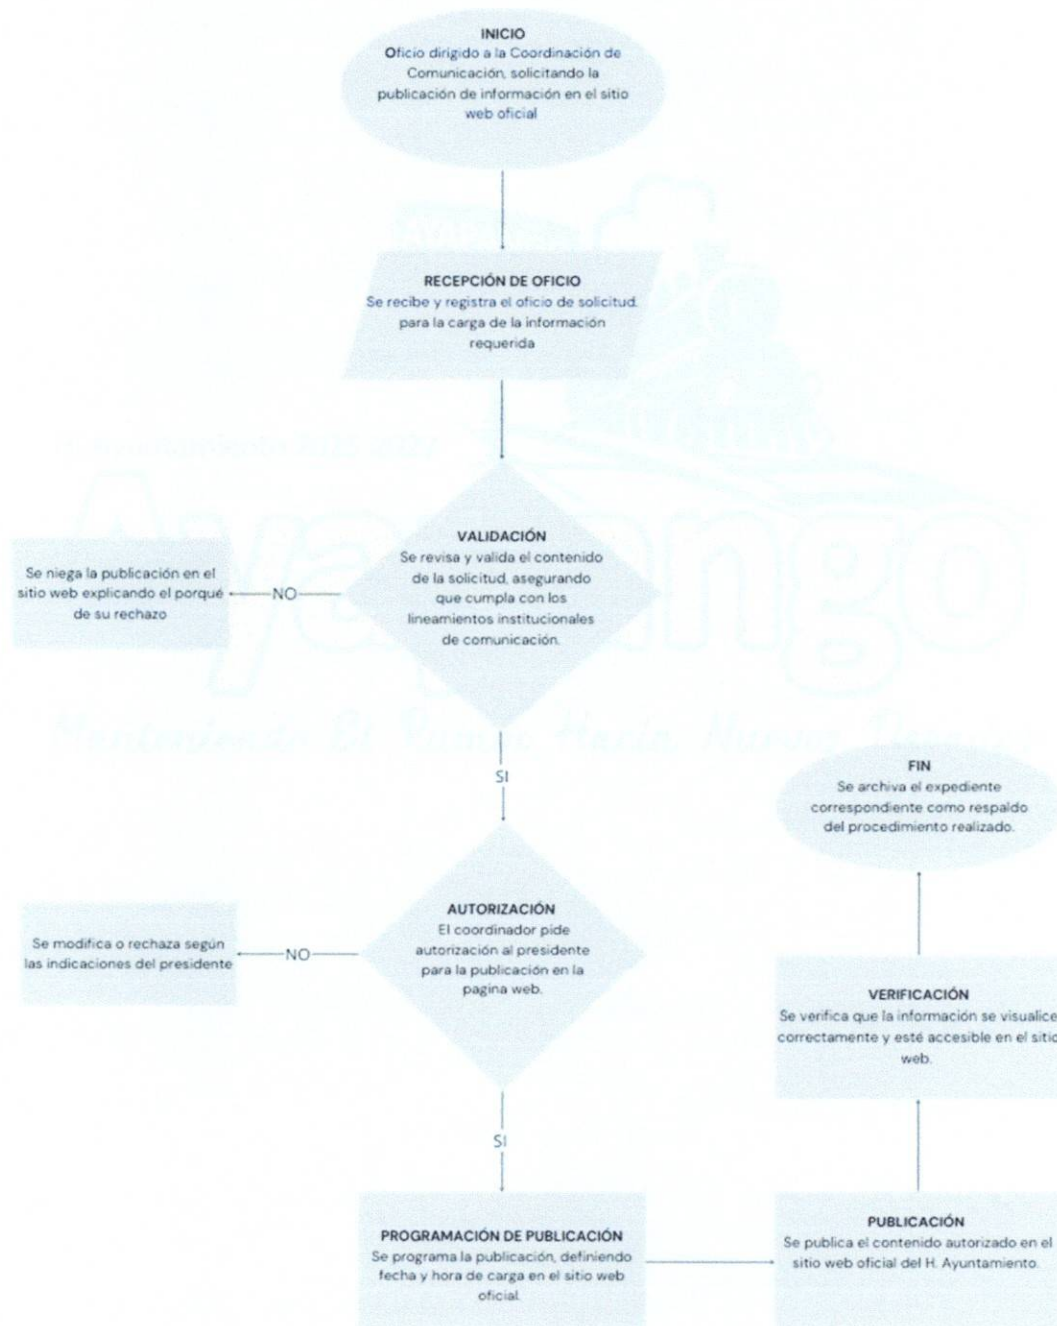 INICIO
Oficio dirigido a la Coordinación de
Comunicación, solicitando la
publicación de información en el sitio
web oficial
RECEPCIÓN DE OFICIO
Se recibe y registra el oficio de solicitud.
para la carga de la información
requerida
VALIDACIÓN
Se revisa y valida el contenido
de la solicitud, asegurando
que cumpla con los
lineamientos institucionales
de comunicación.
NO
Se niega la publicación en el
sitio web explicando el porqué
de su rechazo
SI
AUTORIZACIÓN
El coordinador pide
autorización al presidente
para la publicación en la
pagina web.
NO
Se modifica o rechaza según
las indicaciones del presidente
SI
PROGRAMACIÓN DE PUBLICACIÓN
Se programa la publicación, definiendo
fecha y hora de carga en el sitio web
oficial.
PUBLICACIÓN
Se publica el contenido autorizado en el
sitio web oficial del H. Ayuntamiento.
VERIFICACIÓN
Se verifica que la información se visualice
correctamente y esté accesible en el sitio
web.
FIN
Se archiva el expediente
correspondiente como respaldo
del procedimiento realizado.
Manteniendo El Rumbo Hacia